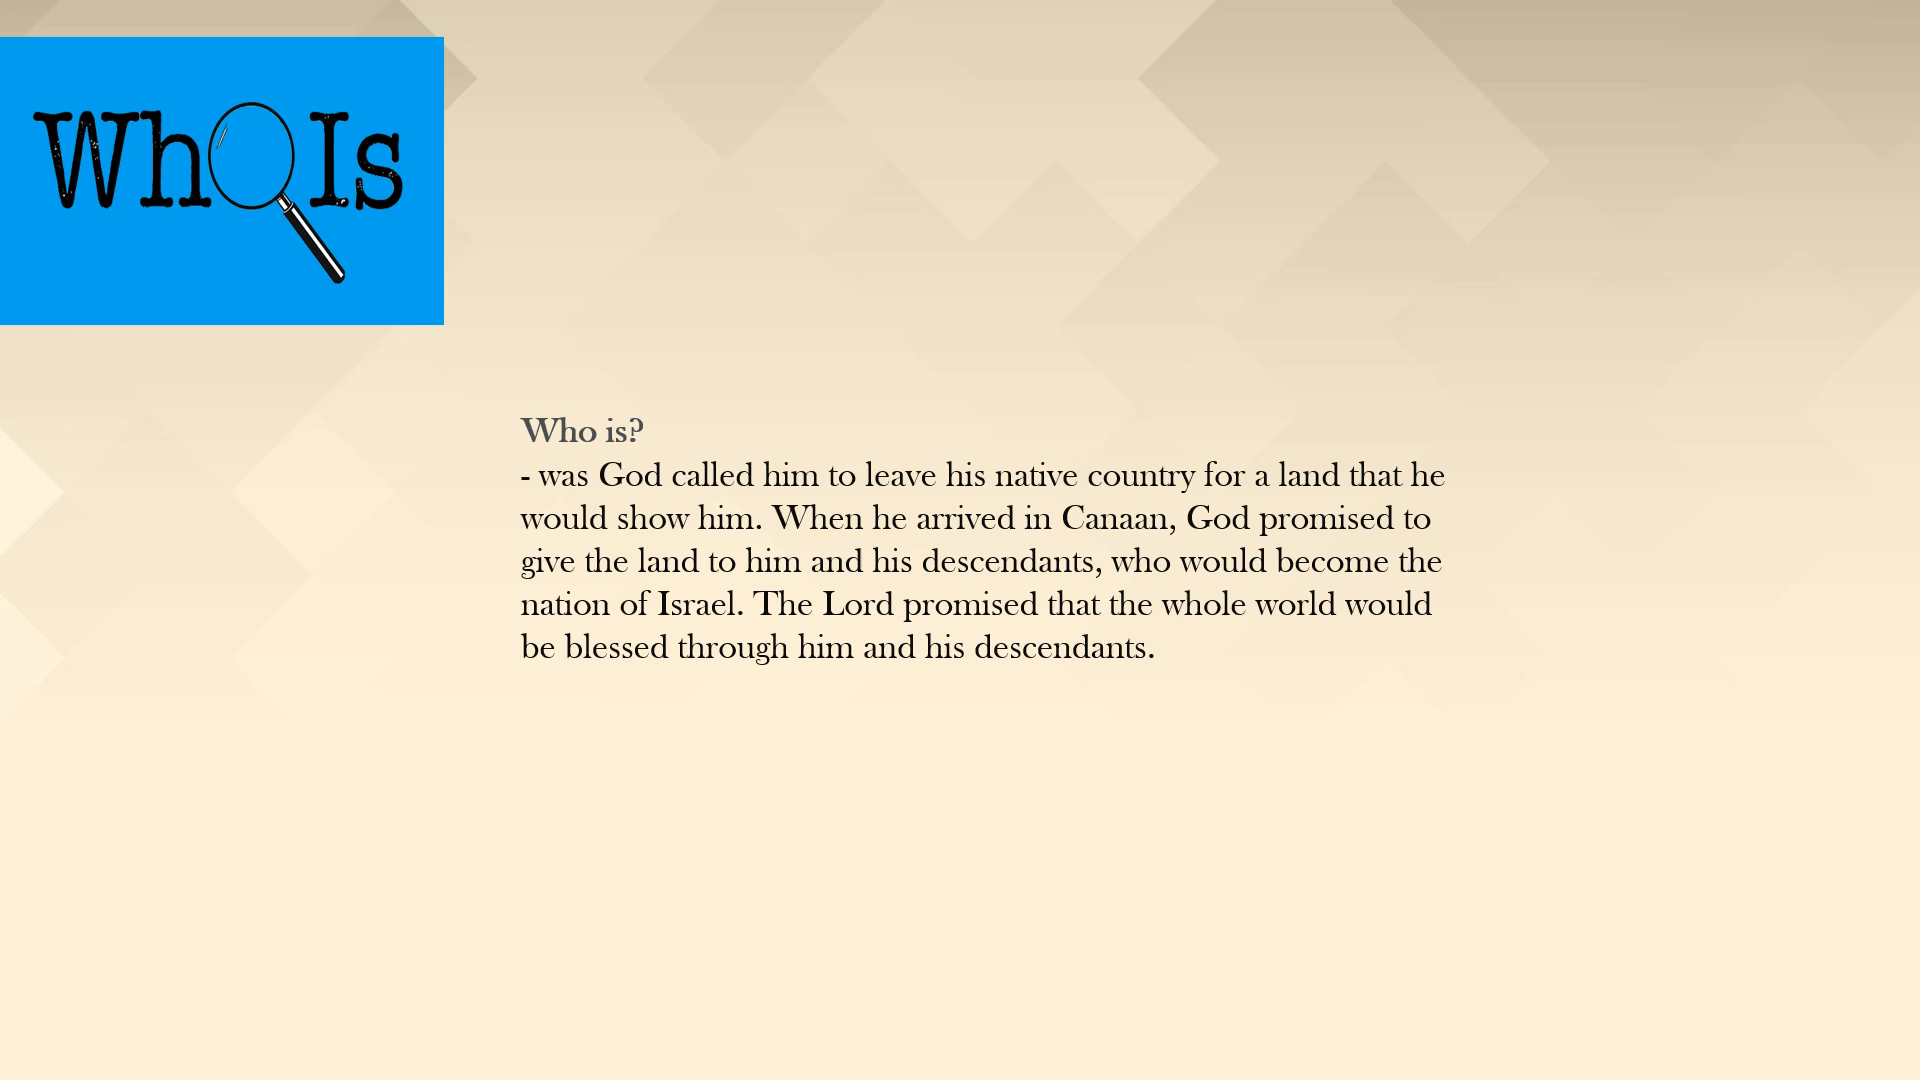 Who Is
Who is?
- was God called him to leave his native country for a land that he
would show him. When he arrived in Canaan, God promised to
give the land to him and his descendants, who would become the
nation of Israel. The Lord promised that the whole world would
be blessed through him and his descendants.